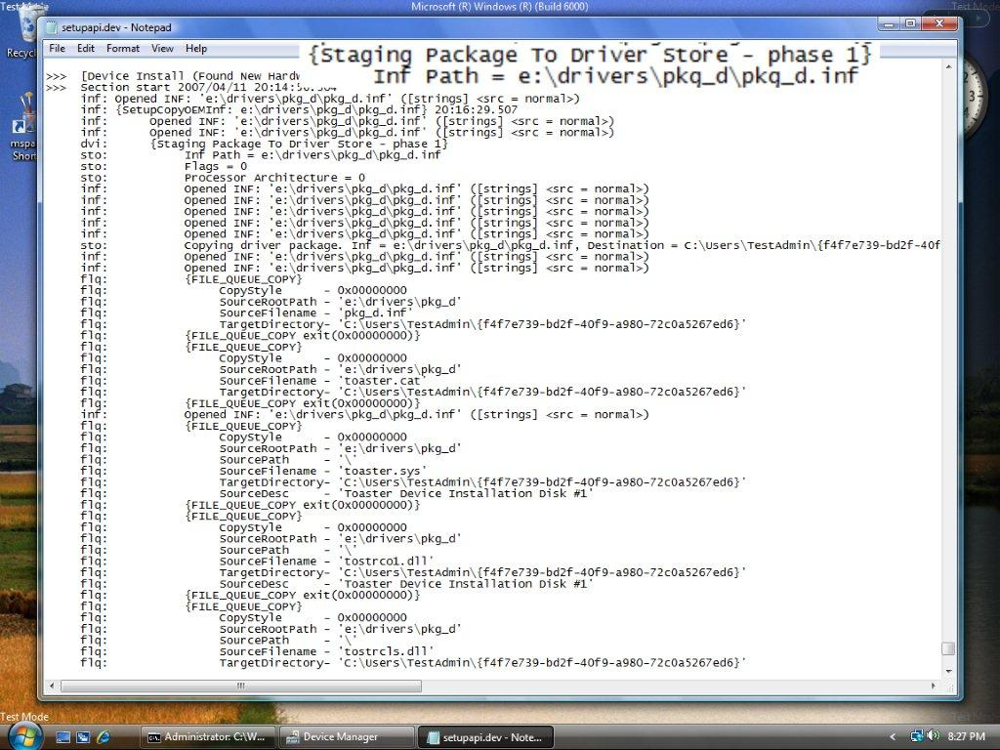 Test Mode
Microsoft (R) Windows (R) (Build 6000)
Test Mode
setupapi.dev - Notepad
File Edit Format View Help
{Staging Package To Driver Store - phase 1}
Inf Path = e:\drivers\pkg_d\pkg_d.inf
>>> [Device Install (Found New Hardw
>>> Section start 2007/04/11 20:14:
inf: Opened INF: 'e:\drivers\pkg_d\pkg_d.inf' ([strings] <src = normal>)
inf: {SetupCopyOEMInf: e:\drivers\pkg_d\pkg_d.inf} 20:16:29.507
inf: Opened INF: 'e:\drivers\pkg_d\pkg_d.inf' ([strings] <src = normal>)
inf: Opened INF: 'e:\drivers\pkg_d\pkg_d.inf' ([strings] <src = normal>)
dvi: {Staging Package To Driver Store - phase 1}
sto: Inf Path = e:\drivers\pkg_d\pkg_d.inf
sto: Flags = 0
sto: Processor Architecture = 0
inf: Opened INF: 'e:\drivers\pkg_d\pkg_d.inf' ([strings] <src = normal>)
inf: Opened INF: 'e:\drivers\pkg_d\pkg_d.inf' ([strings] <src = normal>)
inf: Opened INF: 'e:\drivers\pkg_d\pkg_d.inf' ([strings] <src = normal>)
inf: Opened INF: 'e:\drivers\pkg_d\pkg_d.inf' ([strings] <src = normal>)
inf: Opened INF: 'e:\drivers\pkg_d\pkg_d.inf' ([strings] <src = normal>)
sto: Copying driver package. Inf = e:\drivers\pkg_d\pkg_d.inf, Destination = C:\Users\TestAdmin\{f4f7e739-bd2f-40f
inf: Opened INF: 'e:\drivers\pkg_d\pkg_d.inf' ([strings] <src = normal>)
inf: Opened INF: 'e:\drivers\pkg_d\pkg_d.inf' ([strings] <src = normal>)
flq: {FILE_QUEUE_COPY}
flq: CopyStyle - 0x00000000
flq: SourceRootPath - 'e:\drivers\pkg_d'
flq: SourceFilename - 'pkg_d.inf'
flq: TargetDirectory- 'C:\Users\TestAdmin\{f4f7e739-bd2f-40f9-a980-72c0a5267ed6}'
flq: {FILE_QUEUE_COPY exit(0x00000000)}
flq: {FILE_QUEUE_COPY}
flq: CopyStyle - 0x00000000
flq: SourceRootPath - 'e:\drivers\pkg_d'
flq: SourceFilename - 'toaster.cat'
flq: TargetDirectory- 'C:\Users\TestAdmin\{f4f7e739-bd2f-40f9-a980-72c0a5267ed6}'
flq: {FILE_QUEUE_COPY exit(0x00000000)}
inf: Opened INF: 'e:\drivers\pkg_d\pkg_d.inf' ([strings] <src = normal>)
flq: {FILE_QUEUE_COPY}
flq: CopyStyle - 0x00000000
flq: SourceRootPath - 'e:\drivers\pkg_d'
flq: SourcePath - '\'
flq: SourceFilename - 'toaster.sys'
flq: TargetDirectory- 'C:\Users\TestAdmin\{f4f7e739-bd2f-40f9-a980-72c0a5267ed6}'
flq: SourceDesc - 'Toaster Device Installation Disk #1'
flq: {FILE_QUEUE_COPY exit(0x00000000)}
flq: {FILE_QUEUE_COPY}
flq: CopyStyle - 0x00000000
flq: SourceRootPath - 'e:\drivers\pkg_d'
flq: SourcePath - '\'
flq: SourceFilename - 'tostrco1.dll'
flq: TargetDirectory- 'C:\Users\TestAdmin\{f4f7e739-bd2f-40f9-a980-72c0a5267ed6}'
flq: SourceDesc - 'Toaster Device Installation Disk #1'
flq: {FILE_QUEUE_COPY exit(0x00000000)}
flq: {FILE_QUEUE_COPY}
flq: CopyStyle - 0x00000000
flq: SourceRootPath - 'e:\drivers\pkg_d'
flq: SourcePath - '\'
flq: SourceFilename - 'tostrcls.dll'
flq: TargetDirectory- 'C:\Users\TestAdmin\{f4f7e739-bd2f-40f9-a980-72c0a5267ed6}'
Recyc
mspa
Short
3
Test Mode
Administrator: C:\W...
Device Manager
setupapi.dev - Note...
8:27 PM